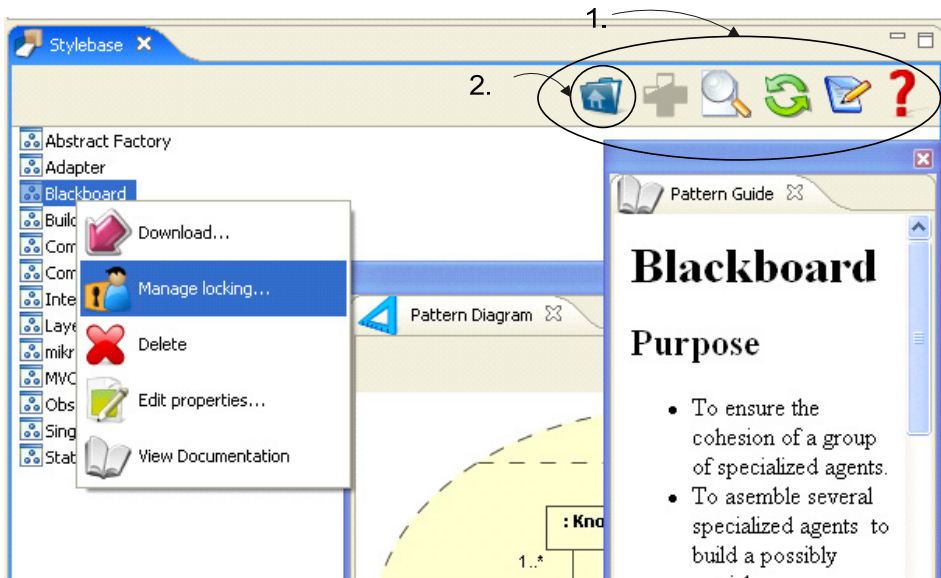 1.
Stylebase
2.
Abstract Factory
Adapter
Blackboard
Build
Com
Com
Inte
Laye
mikr
MVC
Obs
Sing
Stat
Download...
Manage locking...
Delete
Edit properties...
View Documentation
Pattern Diagram
: Kno
1..*
Pattern Guide
Blackboard
Purpose
• To ensure the
cohesion of a group
of specialized agents.
• To asemble several
specialized agents to
build a possibly